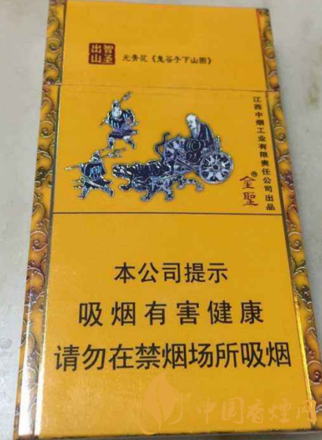 智圣
出山
元青花《鬼谷子下山图》
江西中烟工业有限责任公司出品
金聖
本公司提示
吸烟有害健康
请勿在禁烟场所吸烟
中国香烟网